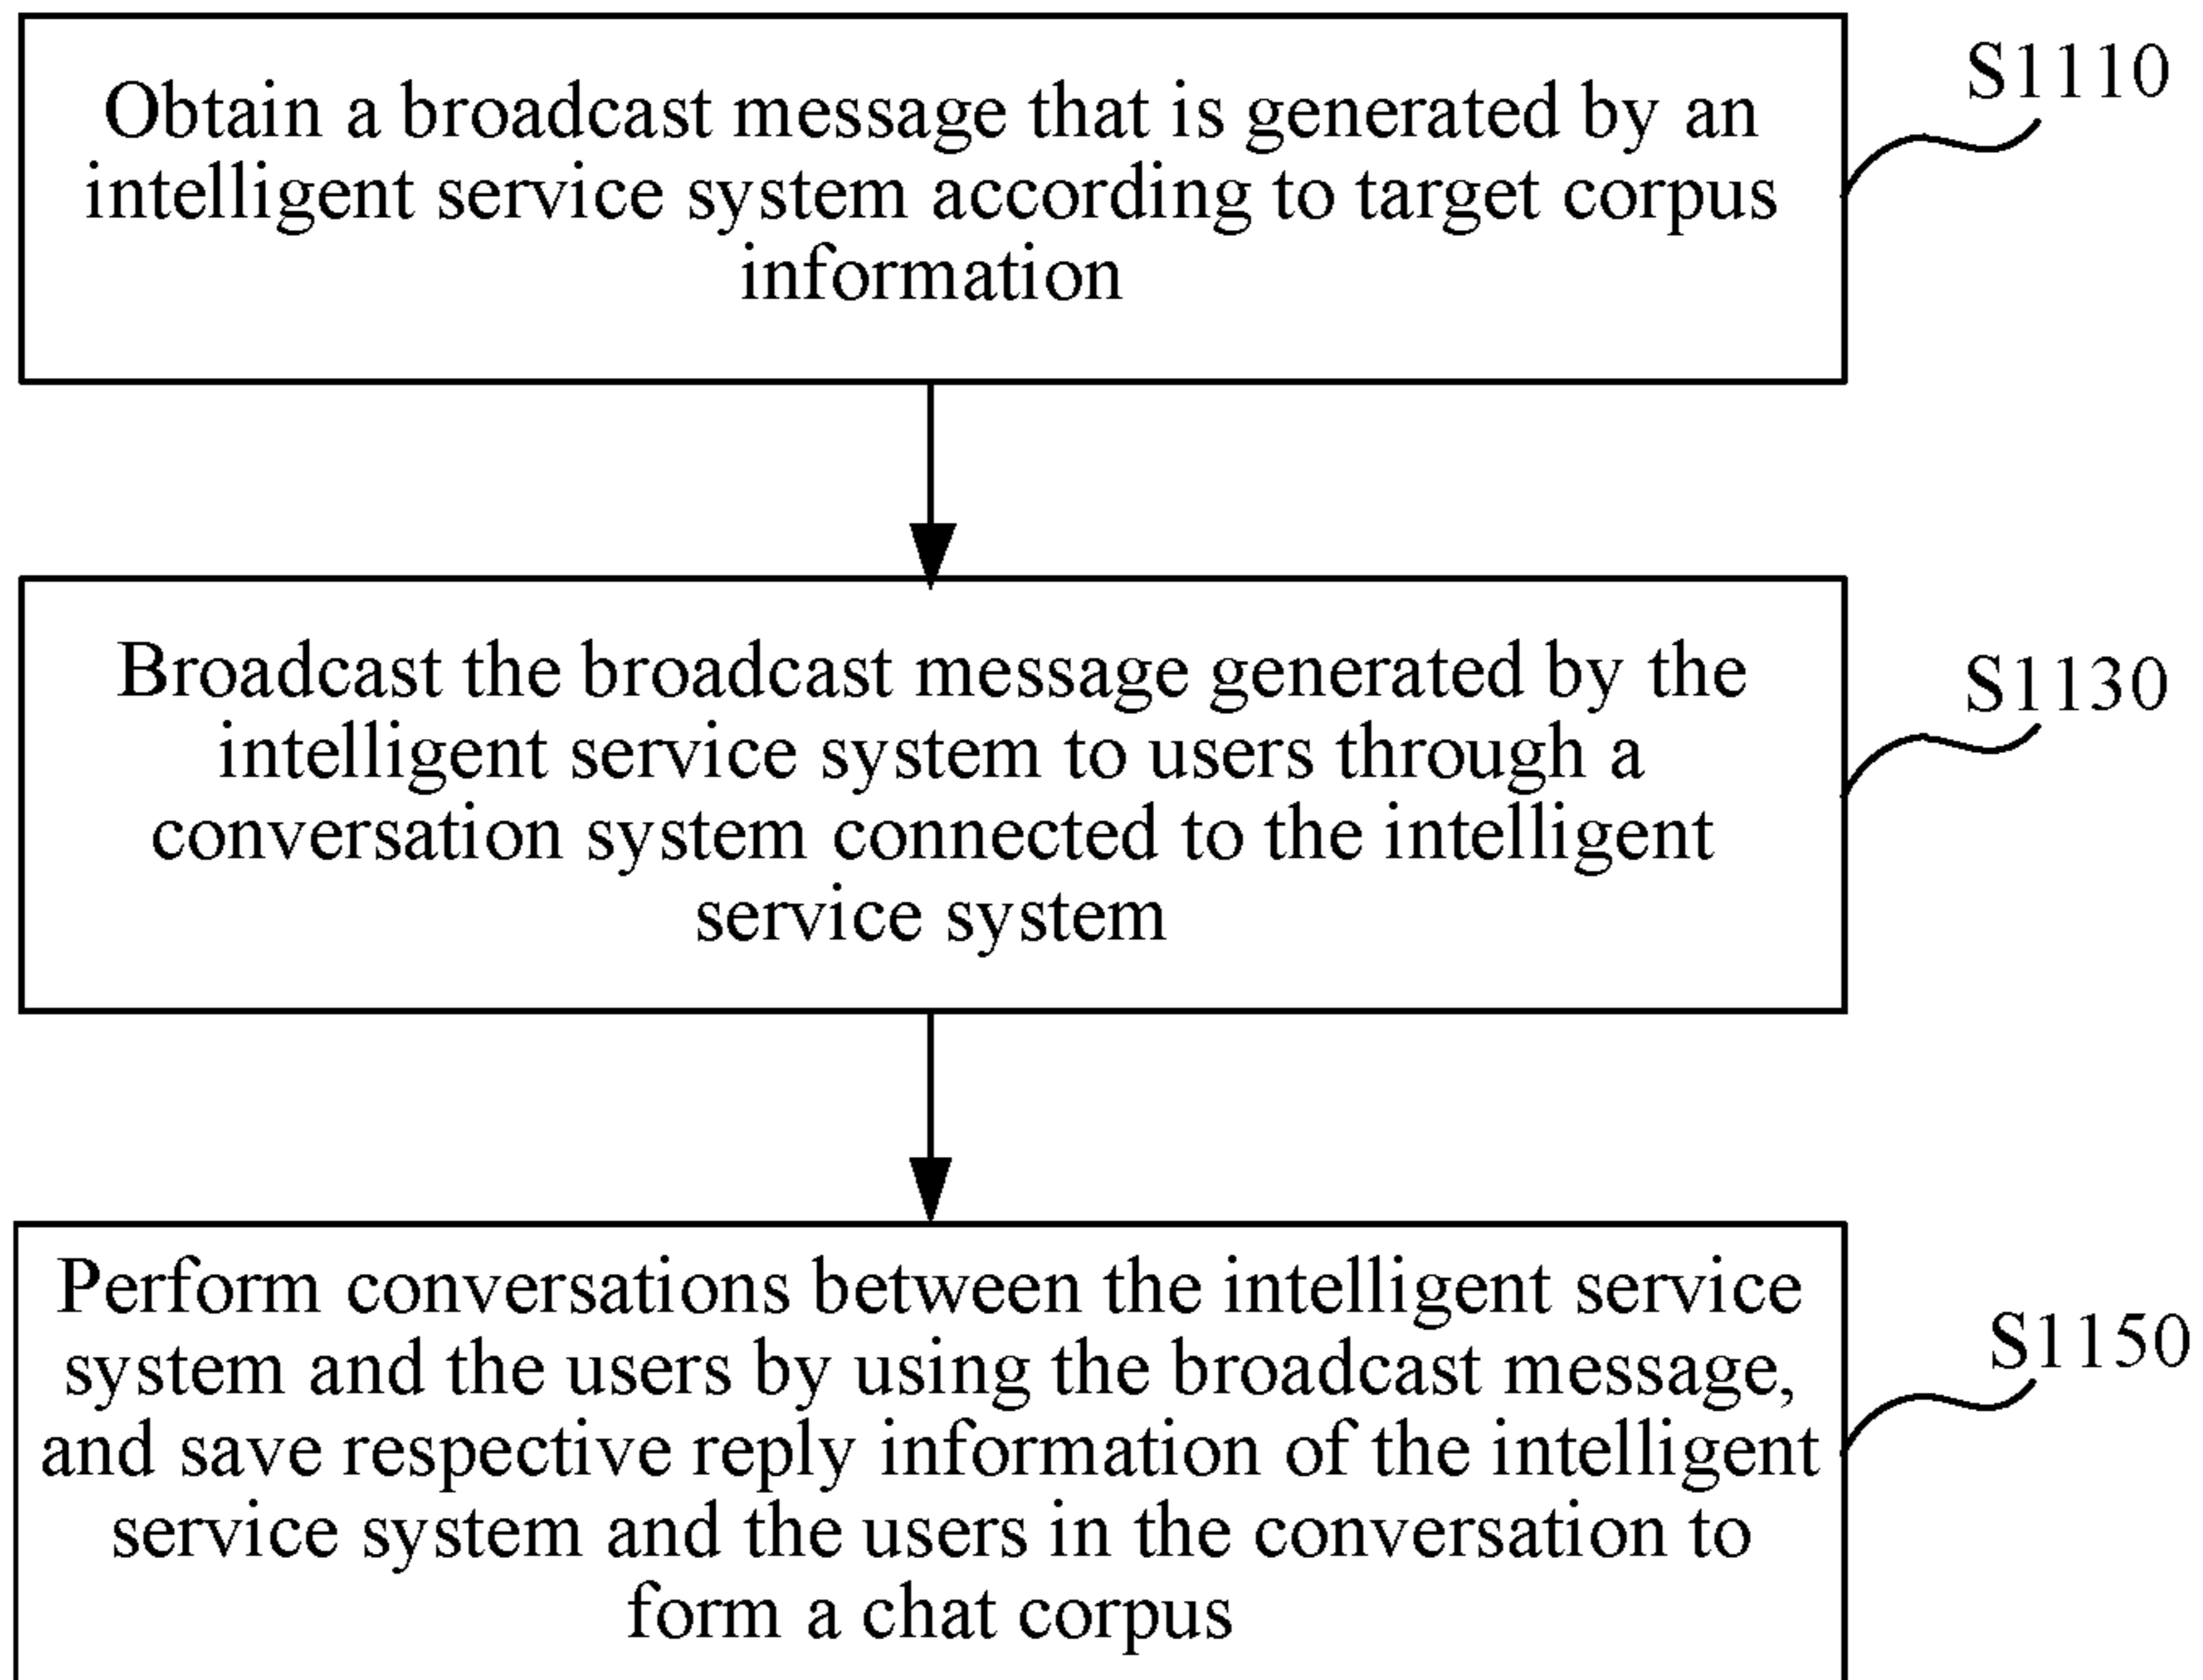 Obtain a broadcast message that is generated by an
intelligent service system according to target corpus
information
S1110
Broadcast the broadcast message generated by the
intelligent service system to users through a
conversation system connected to the intelligent
service system
S1130
Perform conversations between the intelligent service
system and the users by using the broadcast message,
and save respective reply information of the intelligent
service system and the users in the conversation to
form a chat corpus
S1150